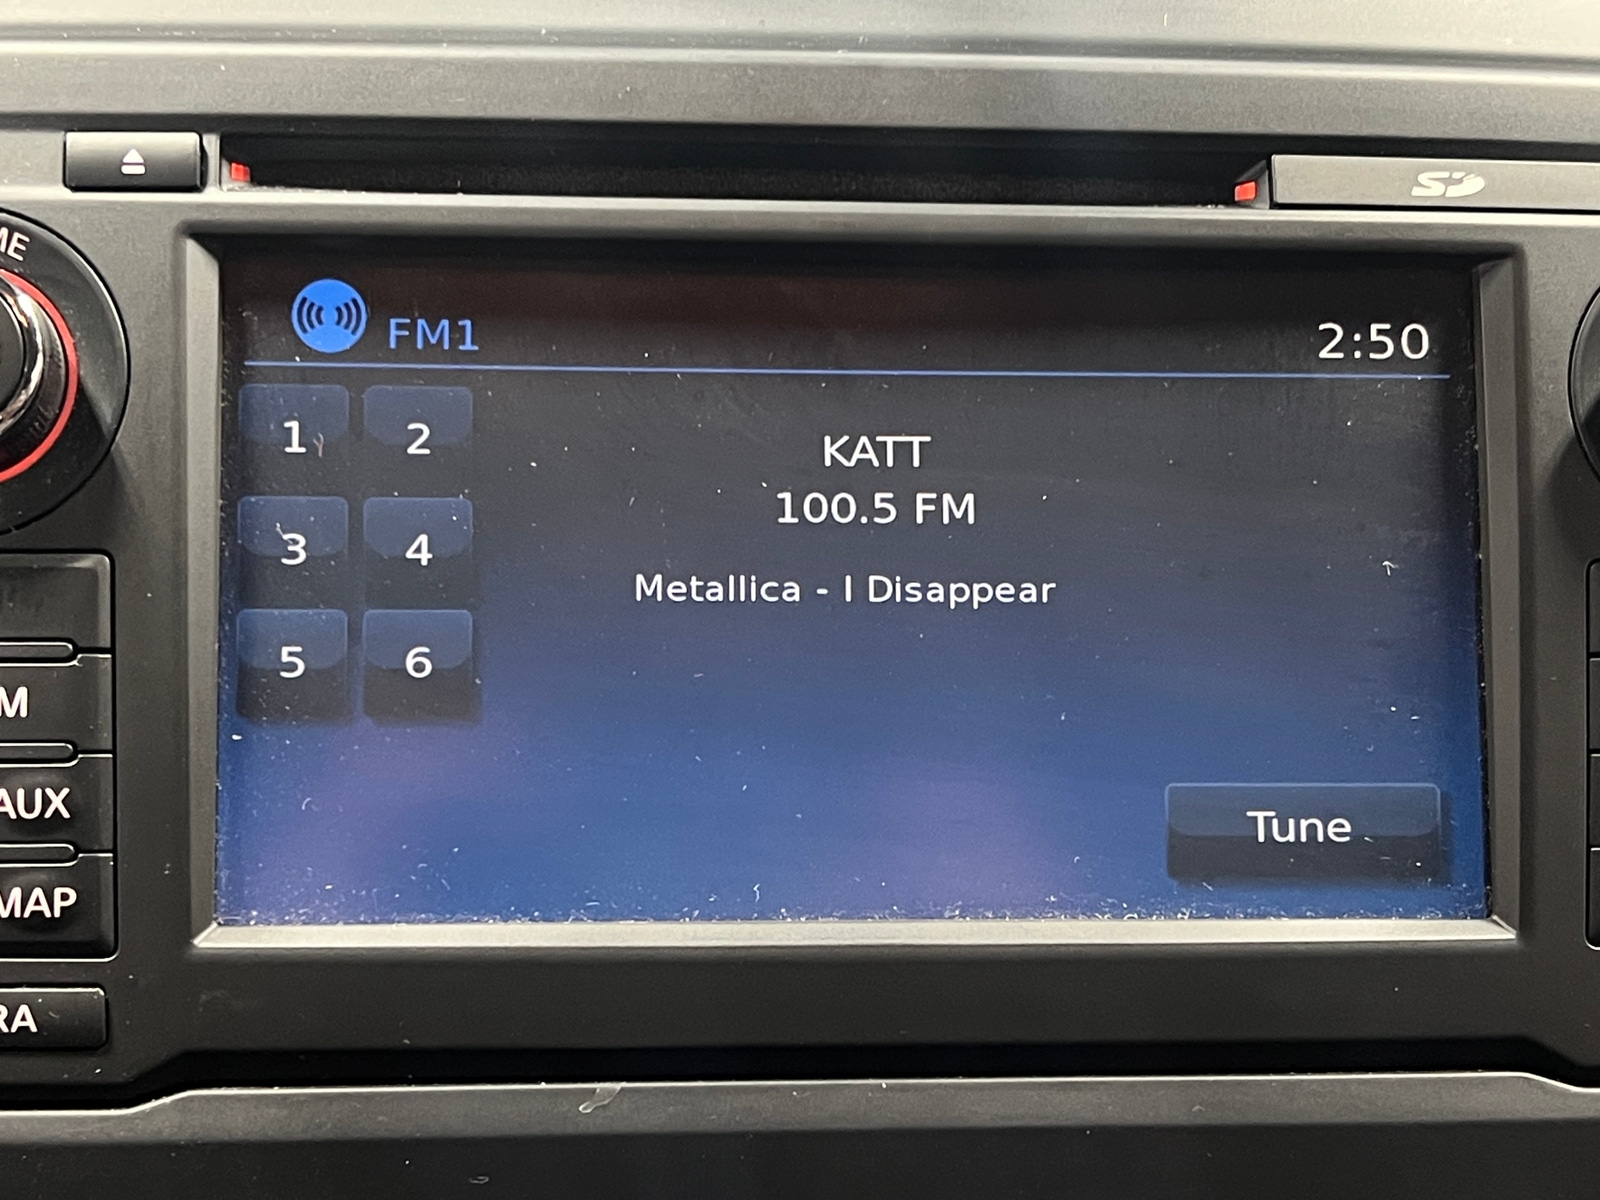 SD
ME
FM1
2:50
1 2
KATT
100.5 FM
3 4
Metallica - I Disappear
5 6
M
AUX
Tune
MAP
RA